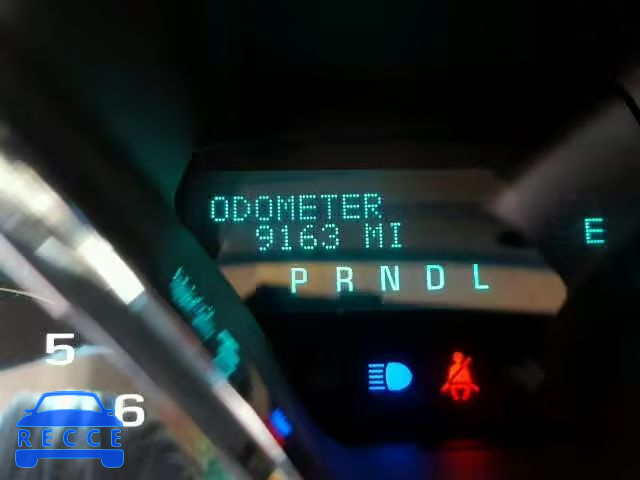 ODOMETER
9163 MI
E
P R N D L
5
6
RECCE